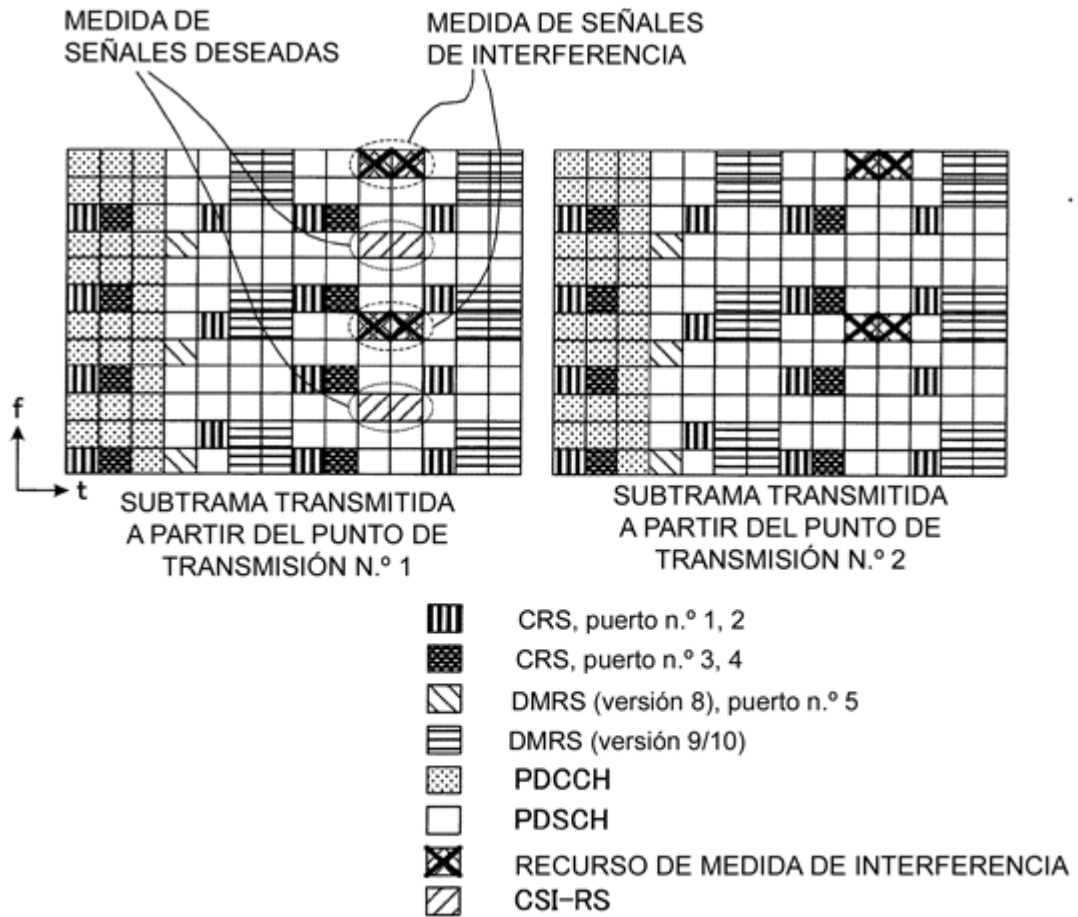 MEDIDA DE
SEÑALES DESEADAS
MEDIDA DE SEÑALES
DE INTERFERENCIA
f
t
SUBTRAMA TRANSMITIDA
A PARTIR DEL PUNTO DE
TRANSMISIÓN N.º 1
SUBTRAMA TRANSMITIDA
A PARTIR DEL PUNTO DE
TRANSMISIÓN N.º 2
CRS, puerto n.º 1, 2
CRS, puerto n.º 3, 4
DMRS (versión 8), puerto n.º 5
DMRS (versión 9/10)
PDCCH
PDSCH
RECURSO DE MEDIDA DE INTERFERENCIA
CSI-RS